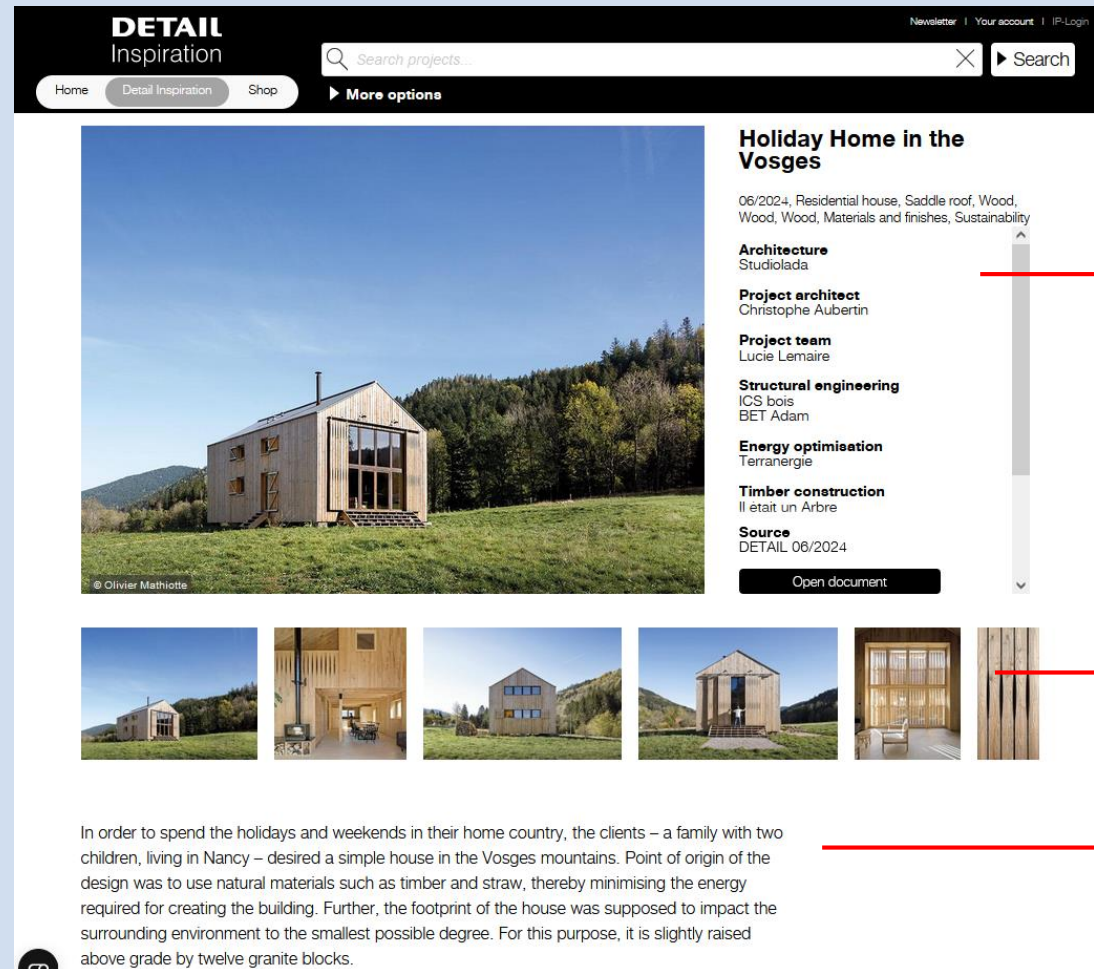 DETAIL
Inspiration
Newsletter | Your account | IP-Login
Search projects...
Search
Home Detail Inspiration Shop
More options
Holiday Home in the
Vosges
06/2024, Residential house, Saddle roof, Wood,
Wood, Wood, Materials and finishes, Sustainability
Architecture
Studiolada
Project architect
Christophe Aubertin
Project team
Lucie Lemaire
Structural engineering
ICS bois
BET Adam
Energy optimisation
Terranergie
Timber construction
Il était un Arbre
Source
DETAIL 06/2024
Open document
© Olivier Mathiotte
In order to spend the holidays and weekends in their home country, the clients – a family with two
children, living in Nancy – desired a simple house in the Vosges mountains. Point of origin of the
design was to use natural materials such as timber and straw, thereby minimising the energy
required for creating the building. Further, the footprint of the house was supposed to impact the
surrounding environment to the smallest possible degree. For this purpose, it is slightly raised
above grade by twelve granite blocks.